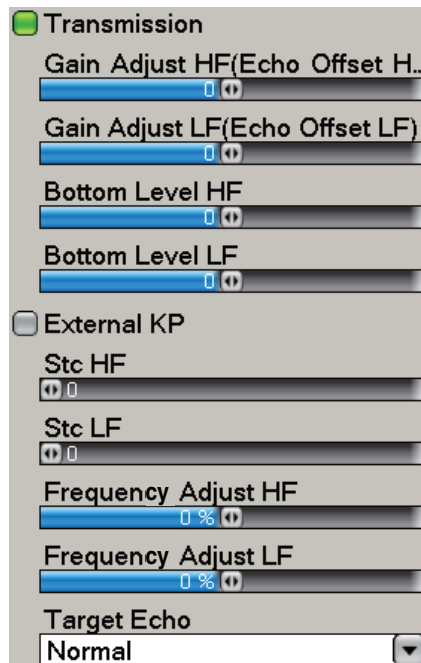 Transmission
Gain Adjust HF(Echo Offset H..
0
Gain Adjust LF(Echo Offset LF)
0
Bottom Level HF
0
Bottom Level LF
0
External KP
Stc HF
0
Stc LF
0
Frequency Adjust HF
0 %
Frequency Adjust LF
0 %
Target Echo
Normal